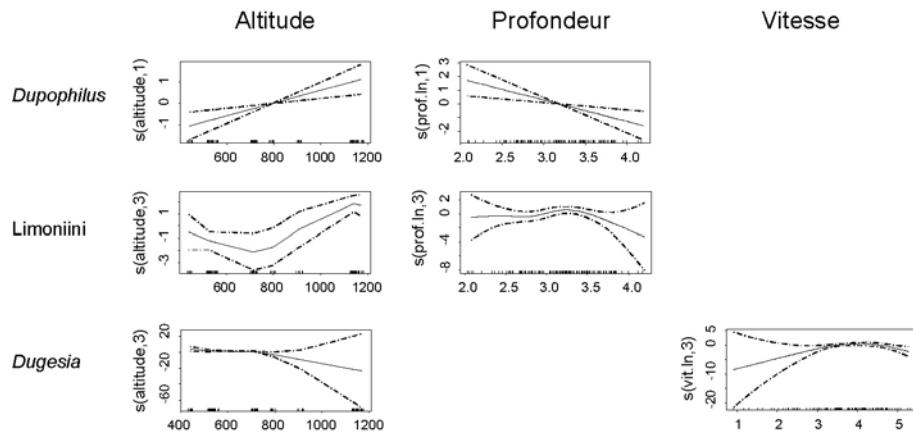 Altitude Profondeur Vitesse
Dupophilus
s(altitude,1)
1
0
-1
600 800 1000 1200
s(prof.ln,1)
2.3
1
0
-2
2.0 2.5 3.0 3.5 4.0
Limoniini
s(altitude,3)
1
-1
-3
600 800 1000 1200
s(prof.ln,3)
2
0
-4
-8
2.0 2.5 3.0 3.5 4.0
Dugesia
s(altitude,3)
20
-20
-60
400 600 800 1000 1200
s(vit.ln,3)
5
0
-10
-20
1 2 3 4 5